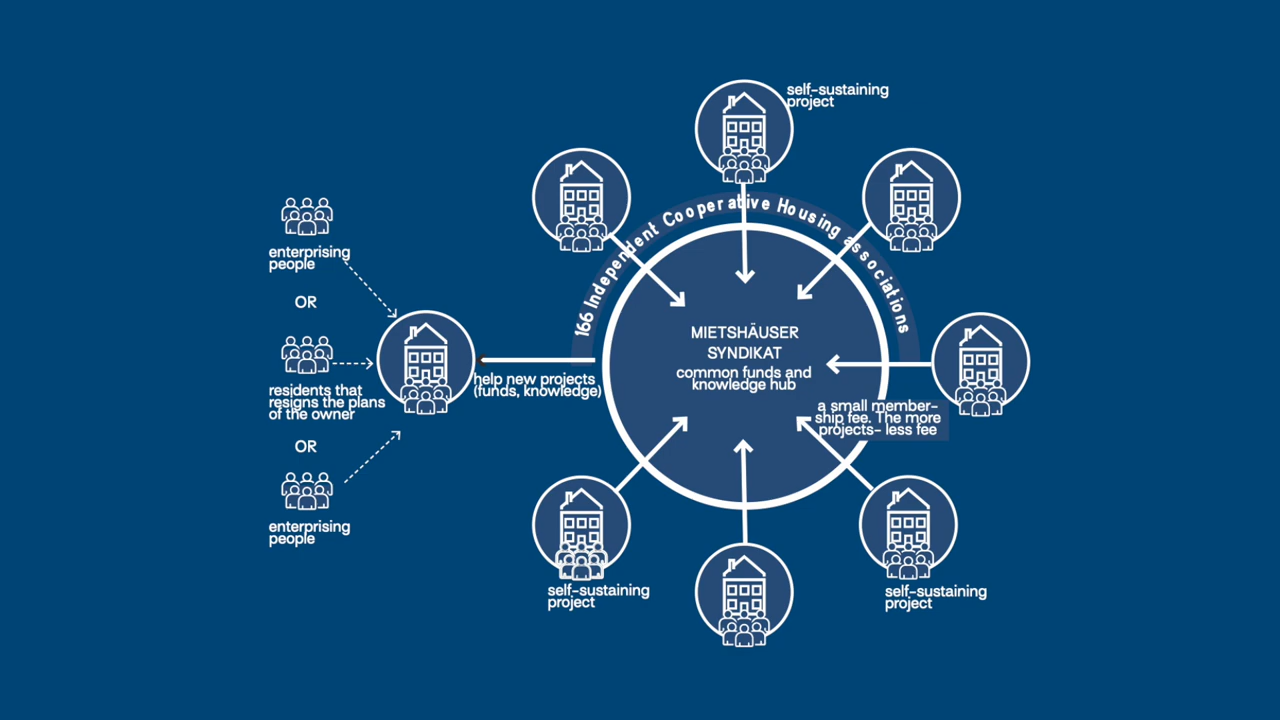 self-sustaining
project
166 Independent Cooperative Housing associations
enterprising
people
OR
residents that
resigns the plans
of the owner
OR
enterprising
people
help new projects
(funds, knowledge)
MIETSHÄUSER
SYNDIKAT
common funds and
knowledge hub
a small member-
ship fee. The more
projects- less fee
self-sustaining
project
self-sustaining
project